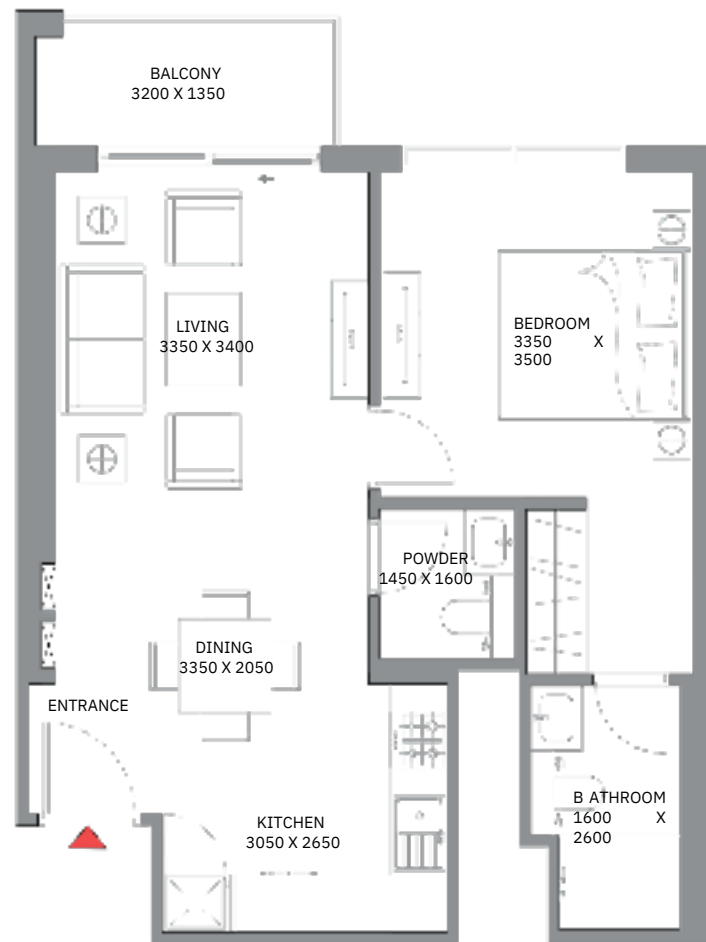 BALCONY
3200 X 1350
LIVING
3350 X 3400
BEDROOM
3350 X
3500
POWDER
1450 X 1600
DINING
3350 X 2050
ENTRANCE
KITCHEN
3050 X 2650
B ATHROOM
1600 X
2600